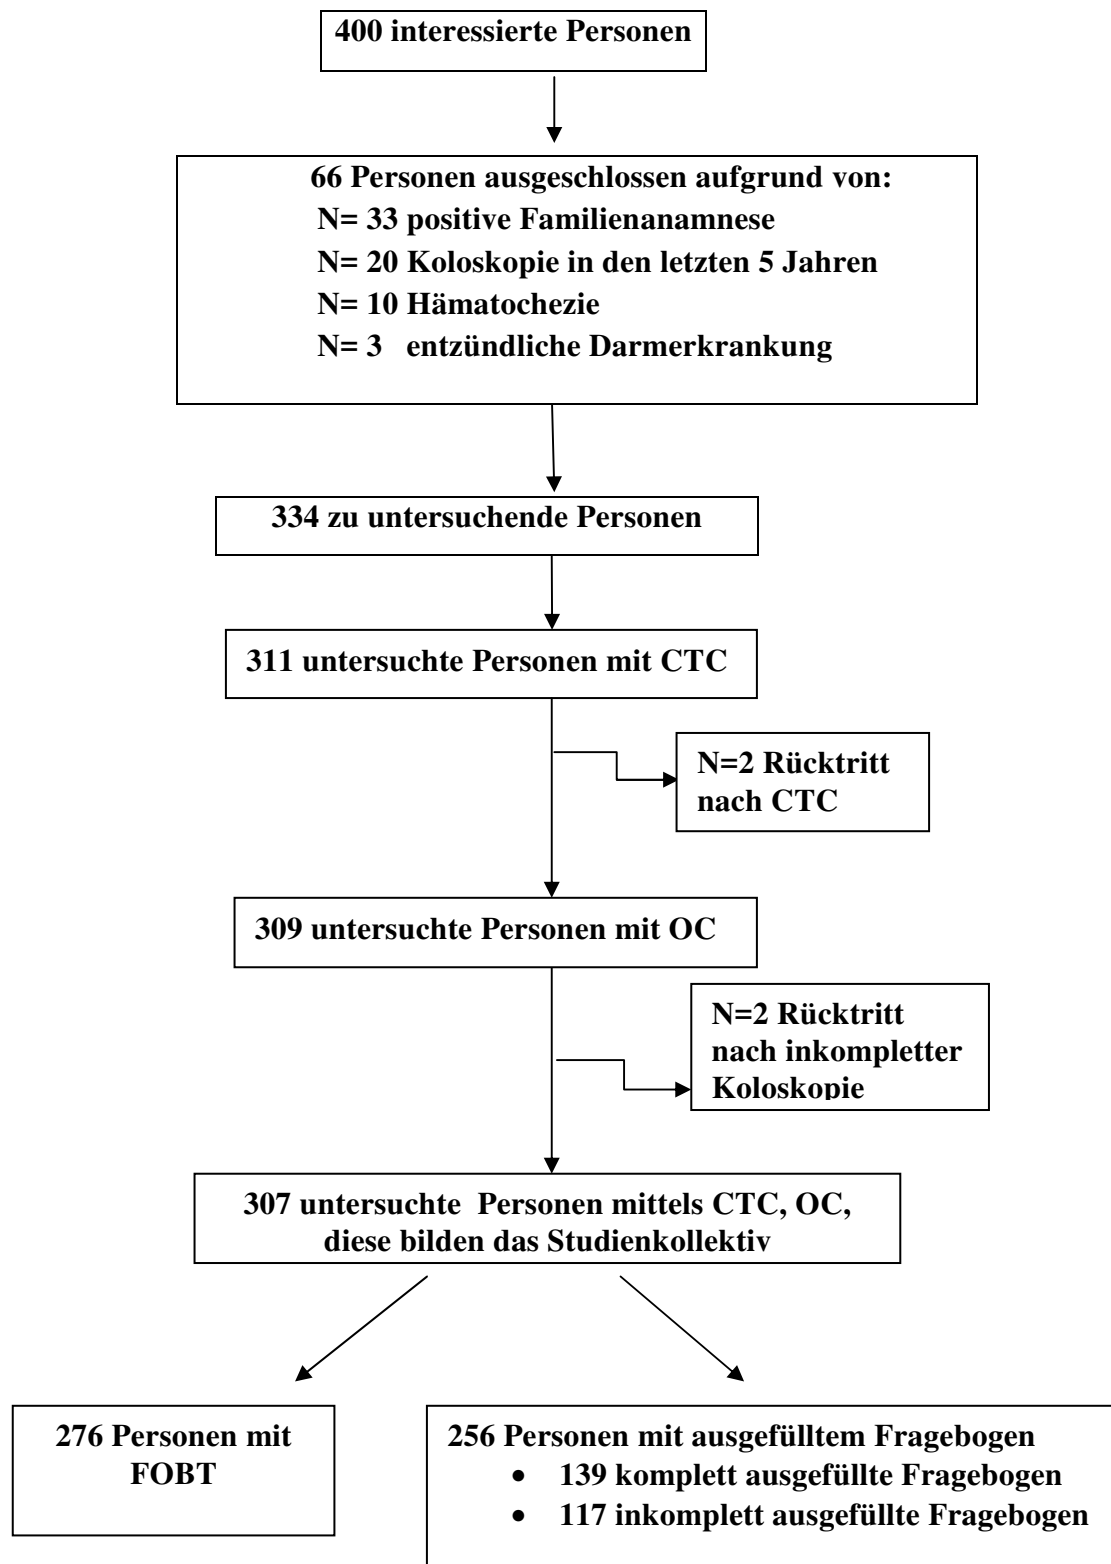 400 interessierte Personen
66 Personen ausgeschlossen aufgrund von:
N= 33 positive Familienanamnese
N= 20 Koloskopie in den letzten 5 Jahren
N= 10 Hämatochezie
N= 3 entzündliche Darmerkrankung
334 zu untersuchende Personen
311 untersuchte Personen mit CTC
N=2 Rücktritt
nach CTC
309 untersuchte Personen mit OC
N=2 Rücktritt
nach inkompletter
Koloskopie
307 untersuchte Personen mittels CTC, OC,
diese bilden das Studienkollektiv
276 Personen mit
FOBT
256 Personen mit ausgefülltem Fragebogen
• 139 komplett ausgefüllte Fragebogen
• 117 inkomplett ausgefüllte Fragebogen